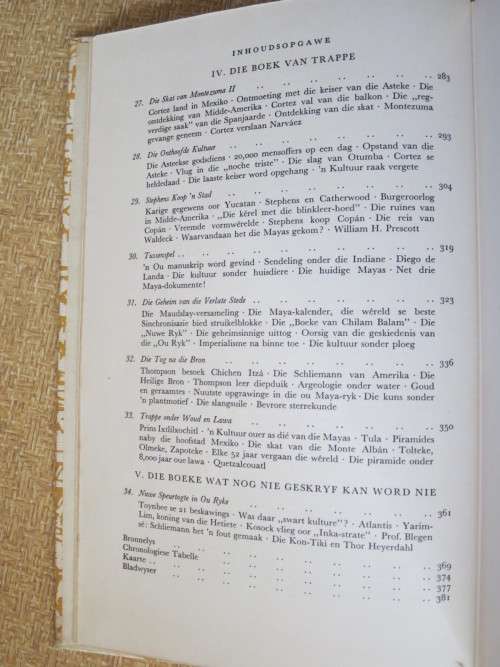 INHOUDSOPGAWE
IV. DIE BOEK VAN TRAPPE
27. Die Skat van Montezuma II .. .. .. .. .. .. 283
Cortez land in Mexiko · Ontmoeting met die keiser van die Asteke · Die
ontdekking van Midde-Amerika · Cortez val van die balkon · Die „reg-
verdige saak” van die Spanjaarde · Ontdekking van die skat · Montezuma
gevange geneem · Cortez verslaan Narváez
28. Die Onthoofde Kultuur .. .. .. .. .. .. .. 293
Die Asteekse godsdiens · 20,000 mensoffers op een dag · Opstand van die
Asteke · Vlug in die „noche triste” · Die slag van Otumba · Cortez se
heldedaad · Die laaste keiser word opgehang · 'n Kultuur raak vergete
29. Stephens Koop 'n Stad .. .. .. .. .. .. .. 304
Karige gegewens oor Yucatan · Stephens en Catherwood · Burgeroorlog
in Midde-Amerika · „Die kêrel met die blinkleer-hoed” · Die ruines van
Copán · Vreemde vormwêrelde · Stephens koop Copán · Die reis van
Waldeck · Waarvandaan het die Mayas gekom? · William H. Prescott
30. Tussenspel .. .. .. .. .. .. .. .. .. 319
'n Ou manuskrip word gevind · Sendeling onder die Indiane · Diego de
Landa · Die kultuur sonder huidiere · Die huidige Mayas · Net drie
Maya-dokumente!
31. Die Geheim van die Verlate Stede .. .. .. .. .. .. 323
Die Maudslay-versameling · Die Maya-kalender, die wêreld se beste
Sinchronisasie bied struikelblokke · Die „Boeke van Chilam Balam” · Die
„Nuwe Ryk” · Die geheimsinnige uittog · Oorsig van die geskiedenis van
die „Ou Ryk” · Imperialisme na binne toe · Die kultuur sonder ploeg
32. Die Tog na die Bron .. .. .. .. .. .. .. 336
Thompson besoek Chichen Itzá · Die Schliemann van Amerika · Die
Heilige Bron · Thompson leer diepduik · Argeologie onder water · Goud
en geraamtes · Nuutste opgrawinge in die ou Maya-ryk · Die kuns sonder
'n plantmotief · Die slangsuile · Bevrore sterrekunde
33. Trappe onder Woud en Lawa .. .. .. .. .. .. 350
Prins Ixtlilxochitl · 'n Kultuur ouer as dié van die Mayas · Tula · Piramides
naby die hoofstad Mexiko · Die skat van die Monte Albán · Tolteke,
Olmeke, Zapoteke · Elke 52 jaar vergaan die wêreld · Die piramide onder
8,000 jaar oue lawa · Quetzalcouatl
V. DIE BOEKE WAT NOG NIE GESKRYF KAN WORD NIE
34. Nuwe Speurtogte in Ou Ryke .. .. .. .. .. .. 361
Toynbee se 21 beskawings · Was daar „swart kulture”? · Atlantis · Yarim-
Lim, koning van die Hetiete · Kosock vlieg oor „Inka-strate” · Prof. Blegen
sê: Schliemann het 'n fout gemaak · Die Kon-Tiki en Thor Heyerdahl
Bronnelys .. .. .. .. .. .. .. .. 369
Chronologiese Tabelle .. .. .. .. .. .. .. 374
Kaarte .. .. .. .. .. .. .. .. .. 377
Bladwyser .. .. .. .. .. .. .. .. 381